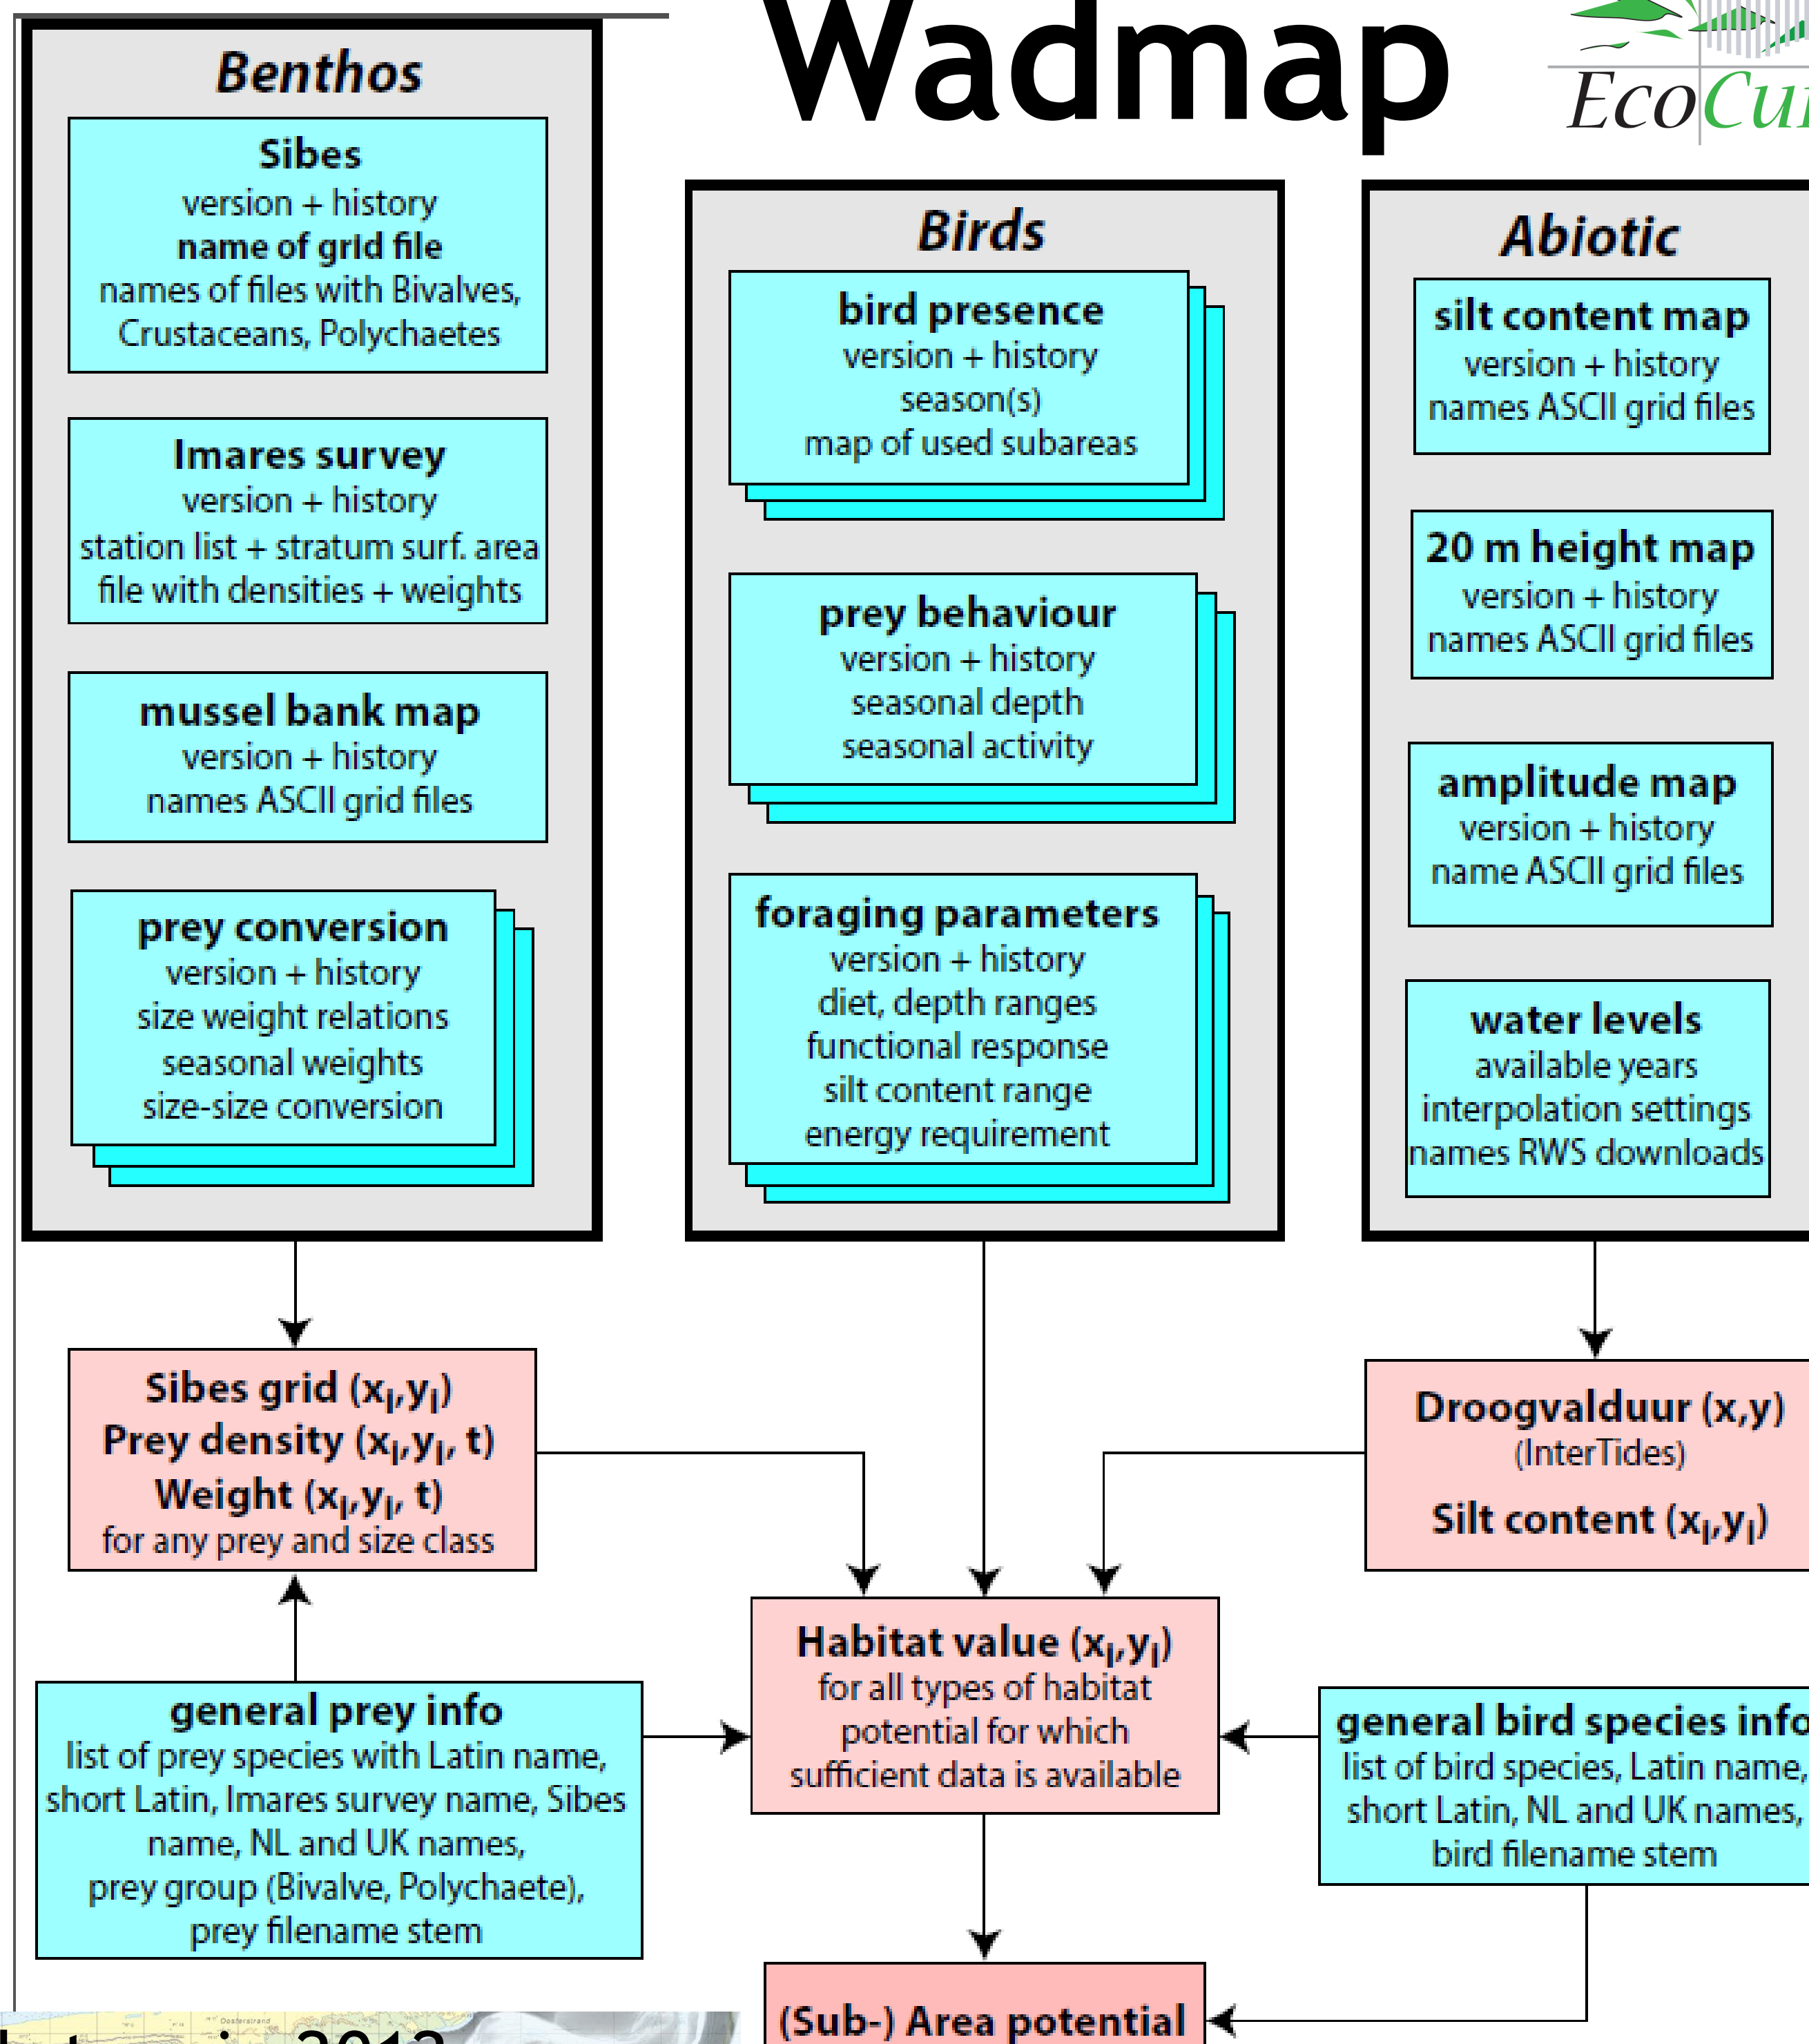 Wadmap
Benthos
Sibes
version + history
name of grid file
names of files with Bivalves,
Crustaceans, Polychaetes
Imares survey
version + history
station list + stratum surf. area
file with densities + weights
mussel bank map
version + history
names ASCII grid files
prey conversion
version + history
size weight relations
seasonal weights
size-size conversion
Birds
bird presence
version + history
season(s)
map of used subareas
prey behaviour
version + history
seasonal depth
seasonal activity
foraging parameters
version + history
diet, depth ranges
functional response
silt content range
energy requirement
Abiotic
silt content map
version + history
names ASCII grid files
20 m height map
version + history
names ASCII grid files
amplitude map
version + history
name ASCII grid files
water levels
available years
interpolation settings
names RWS downloads
Sibes grid (xi,yi)
Prey density (xi,yi, t)
Weight (xi,yi, t)
for any prey and size class
Droogvalduur (x,y)
(InterTides)
Silt content (xi,yi)
Habitat value (xi,yi)
for all types of habitat
potential for which
sufficient data is available
general prey info
list of prey species with Latin name,
short Latin, Imares survey name, Sibes
name, NL and UK names,
prey group (Bivalve, Polychaete),
prey filename stem
general bird species info
list of bird species, Latin name,
short Latin, NL and UK names,
bird filename stem
(Sub-) Area potential
2012